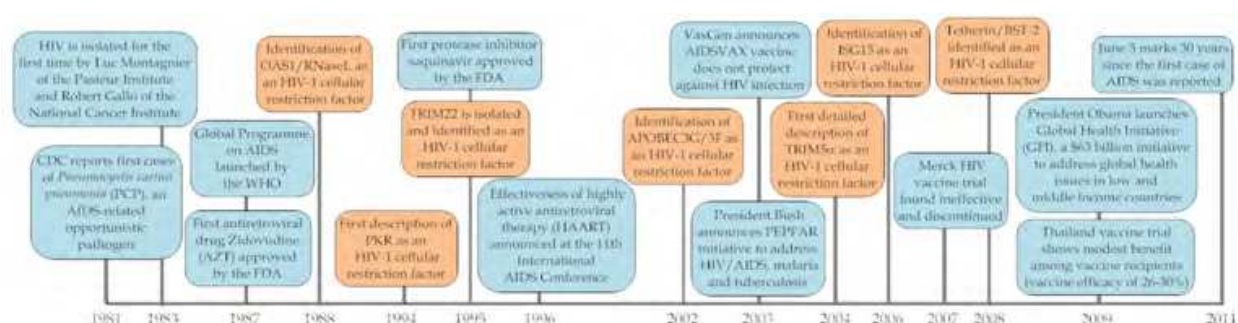 HIV is isolated for the
first time by Luc Montagnier
of the Pasteur Institute
and Robert Gallo of the
National Cancer Institute
CDC reports first cases
of Pneumocystis carinii
pneumonia (PCP), an
AIDS-related
opportunistic
pathogen
Global Programme
on AIDS
launched by
the WHO
First antiretroviral
drug Zidovudine
(AZT) approved
by the FDA
Identification of
OAS1/RNaseL as
an HIV-1 cellular
restriction factor
First description of
PKR as an
HIV-1 cellular
restriction factor
First protease inhibitor
saquinavir approved
by the FDA
TRIM22 is isolated
and identified as an
HIV-1 cellular
restriction factor
Effectiveness of highly
active antiretroviral
therapy (HAART)
announced at the 11th
International
AIDS Conference
Identification of
APOBEC3G/3F as
an HIV-1 cellular
restriction factor
VaxGen announces
AIDSVAX vaccine
does not protect
against HIV infection
President Bush
announces PEPFAR
initiative to address
HIV/AIDS, malaria
and tuberculosis
First detailed
description of
TRIM5α as an
HIV-1 cellular
restriction factor
Identification of
ISG15 as an
HIV-1 cellular
restriction factor
Merck HIV
vaccine trial
found ineffective
and discontinued
Tetherin/BST-2
identified as an
HIV-1 cellular
restriction factor
President Obama launches
Global Health Initiative
(GPI), a $63 billion initiative
to address global health
issues in low and
middle income countries
Thailand vaccine trial
shows modest benefit
among vaccine recipients
(vaccine efficacy of 26-30%)
June 5 marks 30 years
since the first case of
AIDS was reported
1981 1983 1987 1988 1994 1995 1996 2002 2003 2004 2006 2007 2008 2009 2011